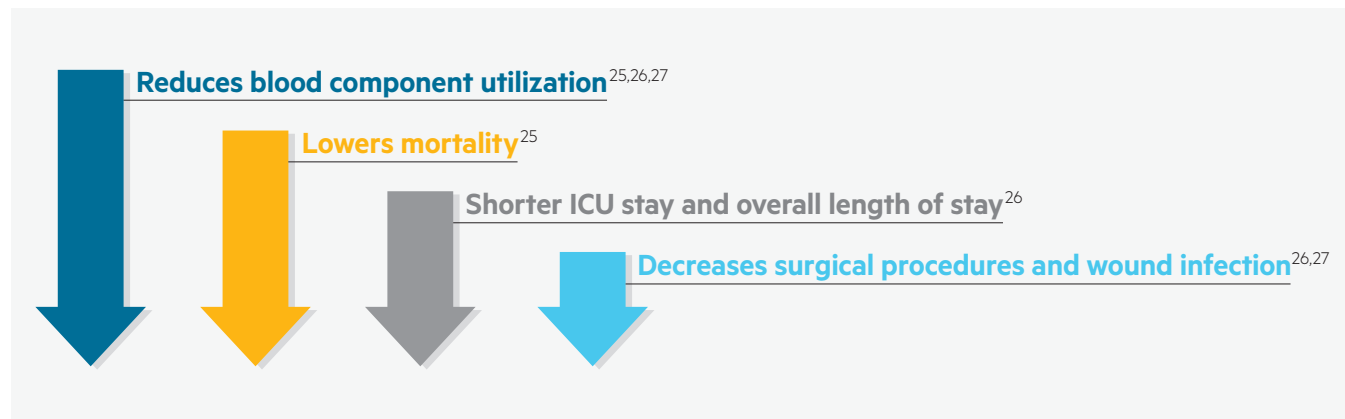 Reduces blood component utilization25,26,27
Lowers mortality25
Shorter ICU stay and overall length of stay26
Decreases surgical procedures and wound infection26,27